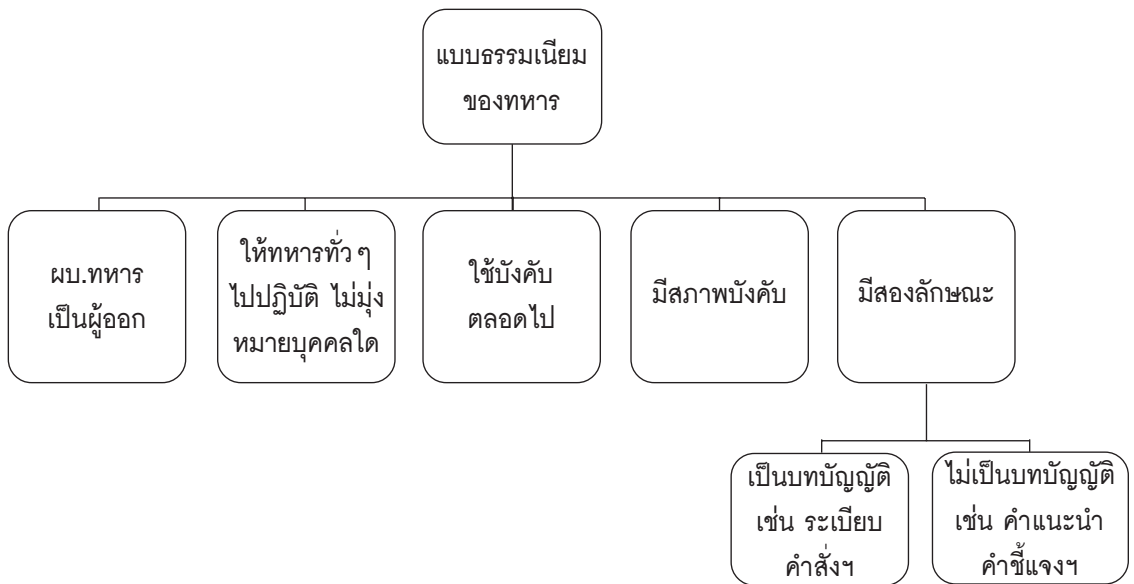 แบบธรรมเนียม
ของทหาร
ผบ.ทหาร
เป็นผู้ออก
ให้ทหารทั่ว ๆ
ไปปฏิบัติ ไม่มุ่ง
หมายบุคคลใด
ใช้บังคับ
ตลอดไป
มีสภาพบังคับ
มีสองลักษณะ
เป็นบทบัญญัติ
เช่น ระเบียบ
คำสั่งฯ
ไม่เป็นบทบัญญัติ
เช่น คำแนะนำ
คำชี้แจงฯ